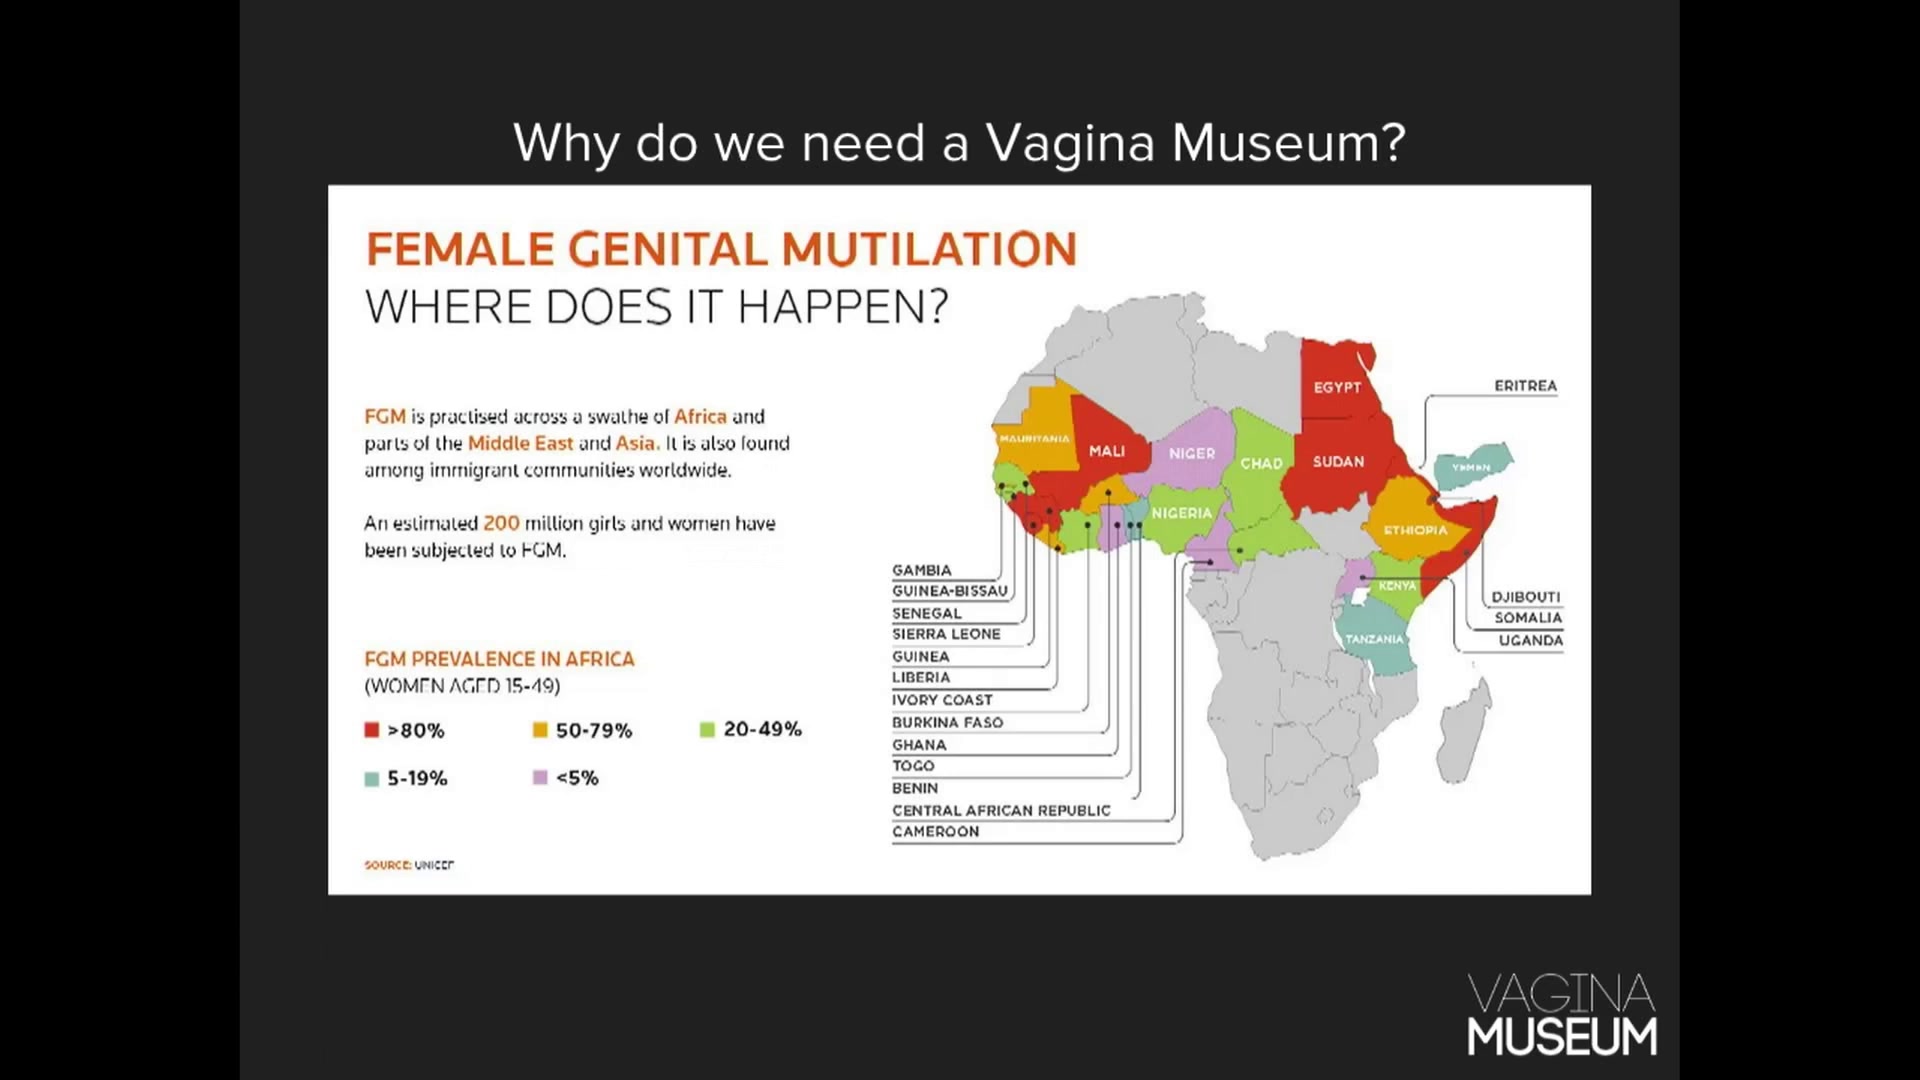 Why do we need a Vagina Museum?
FEMALE GENITAL MUTILATION
WHERE DOES IT HAPPEN?
FGM is practised across a swathe of Africa and
parts of the Middle East and Asia. It is also found
among immigrant communities worldwide.
An estimated 200 million girls and women have
been subjected to FGM.
FGM PREVALENCE IN AFRICA
(WOMEN AGED 15-49)
>80% 50-79% 20-49%
5-19% <5%
SOURCE: UNICEF
EGYPT
ERITREA
MAURITANIA
MALI
NIGER
CHAD
SUDAN
YEMEN
NIGERIA
ETHIOPIA
KENYA
TANZANIA
GAMBIA
GUINEA-BISSAU
SENEGAL
SIERRA LEONE
GUINEA
LIBERIA
IVORY COAST
BURKINA FASO
GHANA
TOGO
BENIN
CENTRAL AFRICAN REPUBLIC
CAMEROON
DJIBOUTI
SOMALIA
UGANDA
VAGINA
MUSEUM